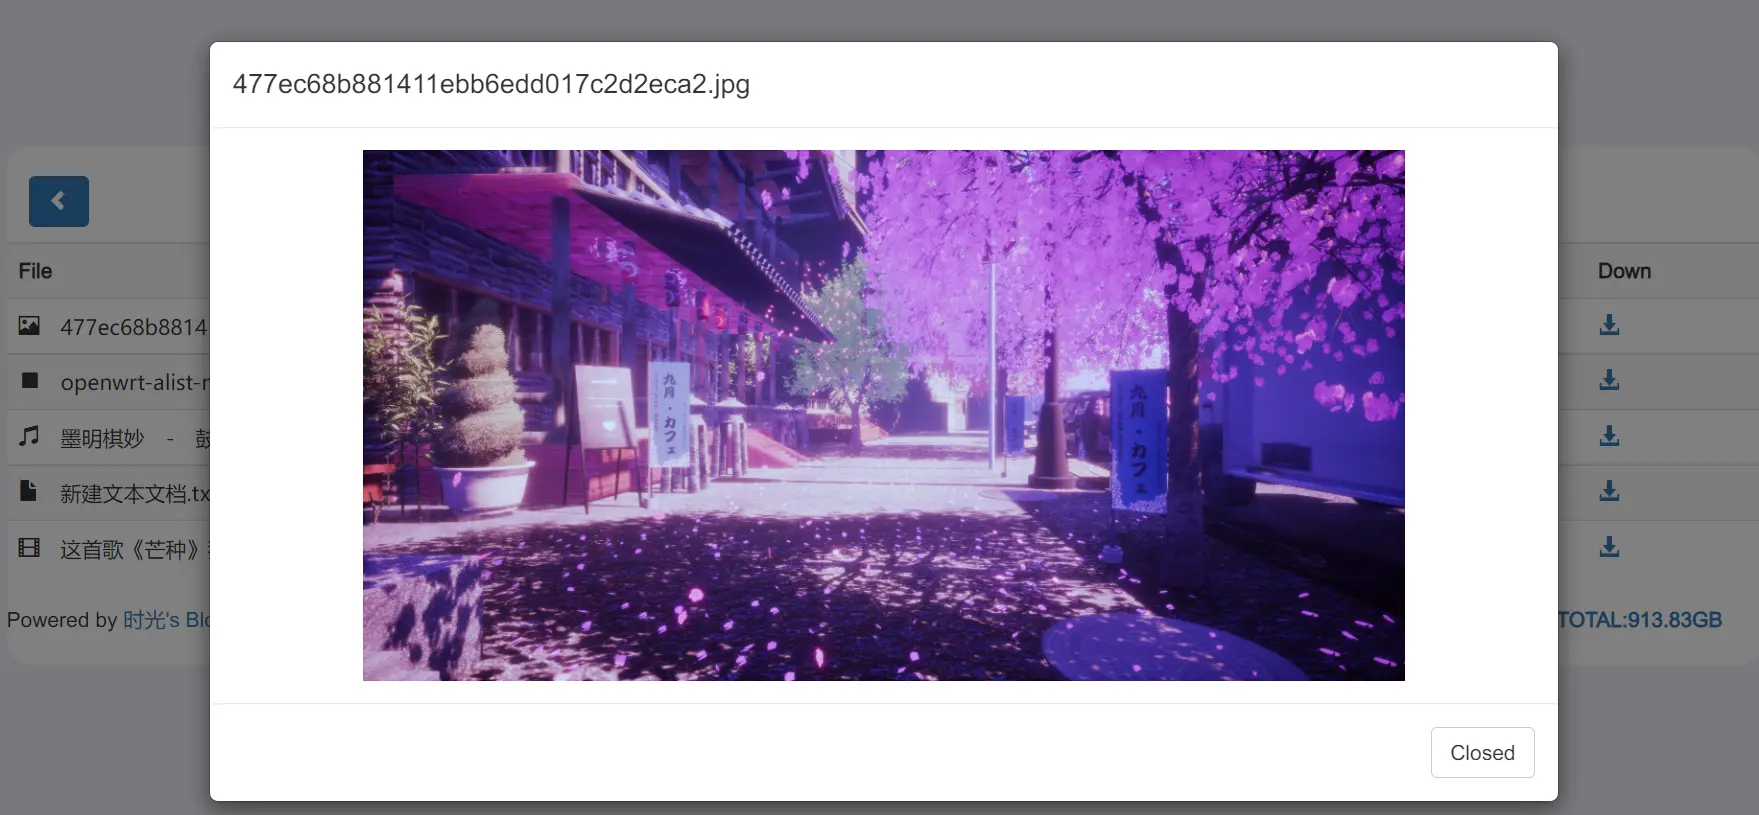 477ec68b881411ebb6edd017c2d2eca2.jpg
File
Down
477ec68b8814
openwrt-alist-
墨明棋妙 - 鼓
新建文本文档.tx
这首歌《芒种》
Powered by 时光's Blo
TOTAL:913.83GB
九月・カフェ
九月・カフェ
Closed